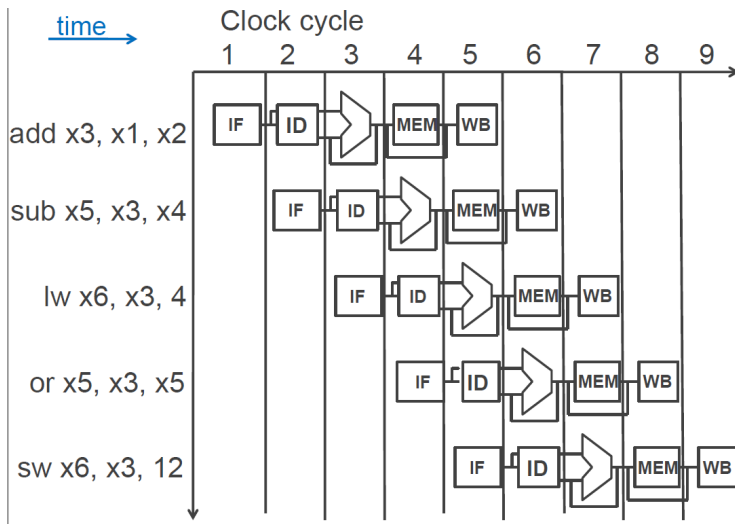 time
Clock cycle
1 2 3 4 5 6 7 8 9
add x3, x1, x2
IF ID MEM WB
sub x5, x3, x4
IF ID MEM WB
lw x6, x3, 4
IF ID MEM WB
or x5, x3, x5
IF ID MEM WB
sw x6, x3, 12
IF ID MEM WB